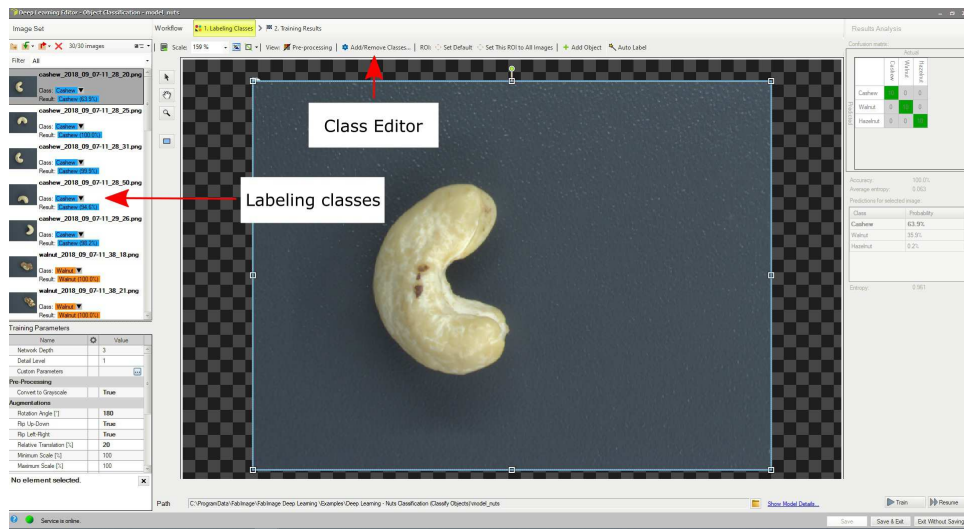 Deep Learning Editor - Object Classification - model_nuts
Image Set
Workflow
1. Labeling Classes > 2. Training Results
Results Analysis
30/30 images
Scale: 159 %
View: Pre-processing
Add/Remove Classes...
ROI: Set Default
Set This ROI to All Images
Add Object
Auto Label
Filter All
Confusion matrix:
Actual
Cashew
Walnut
Hazelnut
Predicted
Cashew 0 0
Walnut 0 0
Hazelnut 0 0
cashew_2018_09_07-11_28_20.png
Class: Cashew
Result: Cashew (63.9%)
cashew_2018_09_07-11_28_25.png
Class: Cashew
Result: Cashew (100.0%)
cashew_2018_09_07-11_28_31.png
Class: Cashew
Result: Cashew (99.9%)
cashew_2018_09_07-11_28_50.png
Class: Cashew
Result: Cashew (94.6%)
cashew_2018_09_07-11_29_26.png
Class: Cashew
Result: Cashew (98.2%)
walnut_2018_09_07-11_38_18.png
Class: Walnut
Result: Walnut (100.0%)
walnut_2018_09_07-11_38_21.png
Class: Walnut
Result: Walnut (100.0%)
Class Editor
Labeling classes
Accuracy: 100.0%
Average entropy: 0.063
Predictions for selected image:
Class Probability
Cashew 63.9%
Walnut 35.9%
Hazelnut 0.2%
Entropy: 0.961
Training Parameters
Name Value
Network Depth 3
Detail Level 1
Custom Parameters ...
Pre-Processing
Convert to Grayscale True
Augmentations
Rotation Angle [°] 180
Flip Up-Down True
Flip Left-Right True
Relative Translation [%] 20
Minimum Scale [%] 100
Maximum Scale [%] 100
No element selected.
Path C:\ProgramData\FabImage\FabImage Deep Learning \Examples\Deep Learning - Nuts Classification (Classify Objects)\model_nuts
Show Model Details...
Train
Resume
Service is online.
Save
Save & Exit
Exit Without Saving